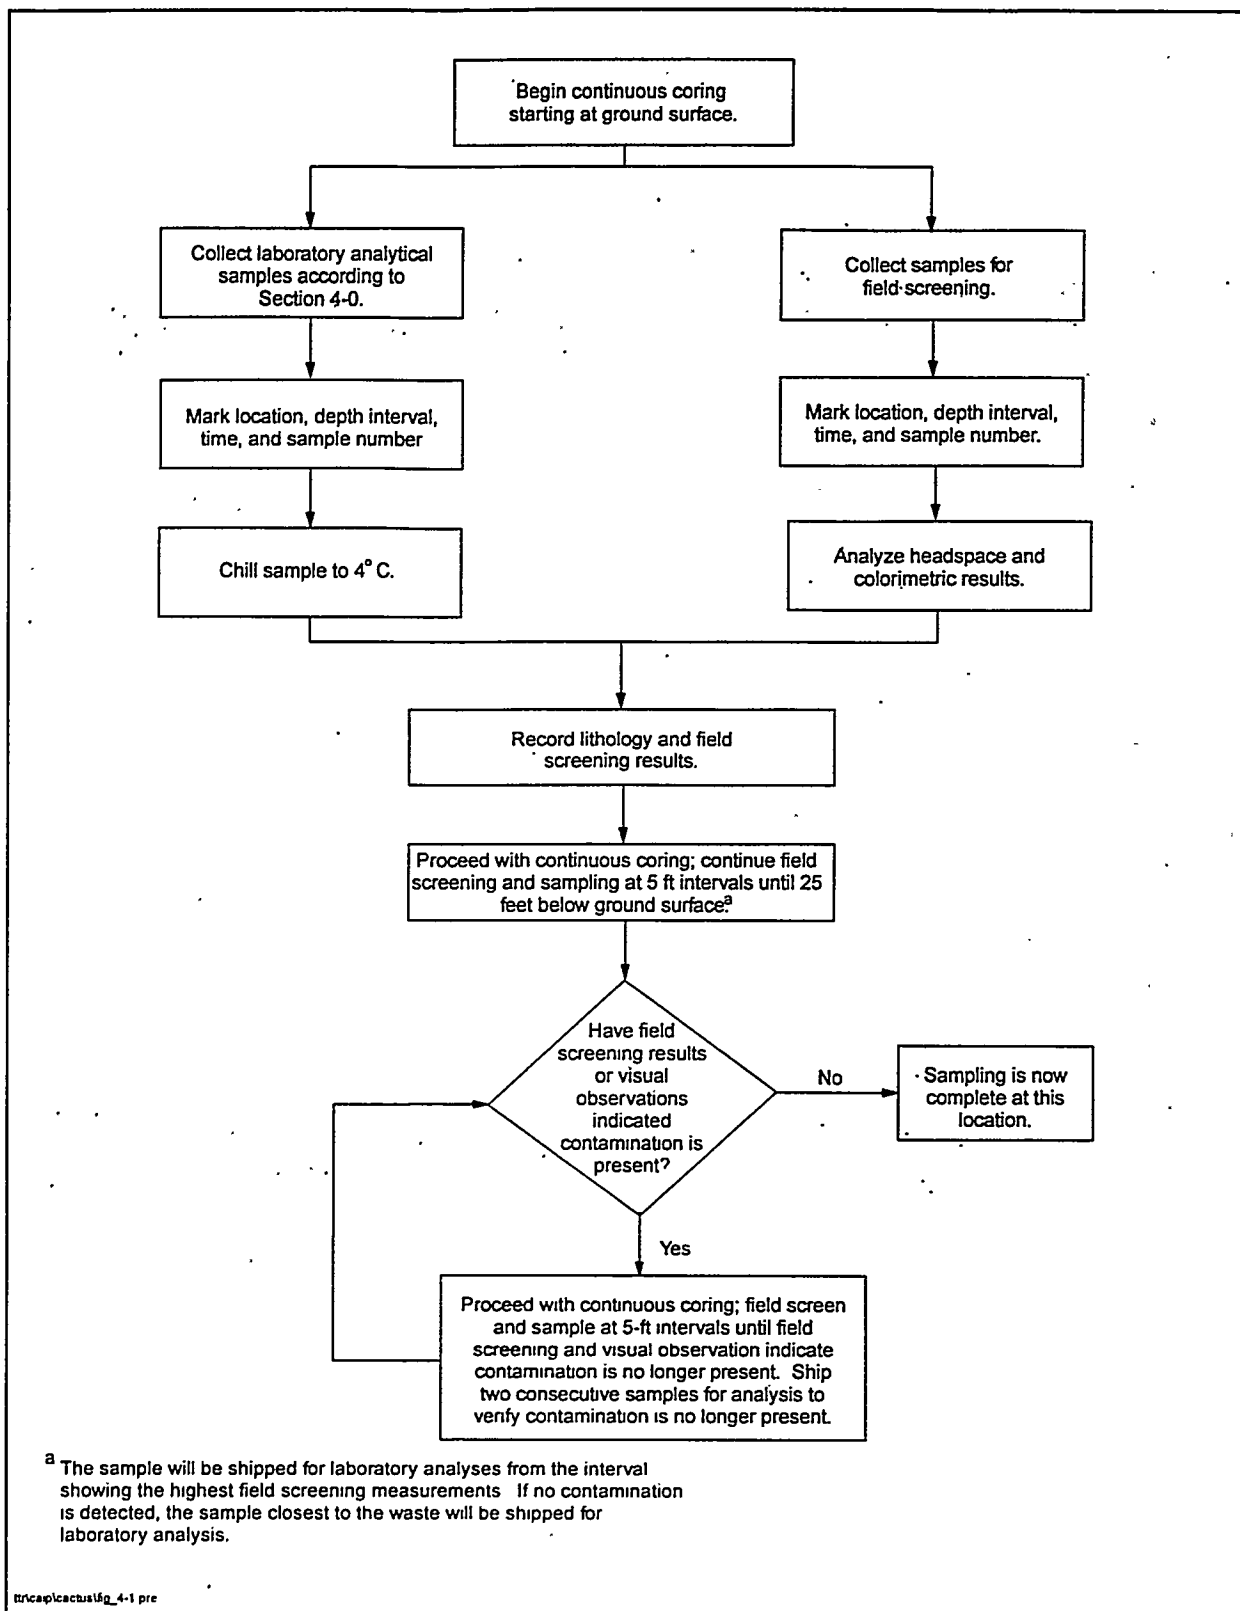 Begin continuous coring
starting at ground surface.
Collect laboratory analytical
samples according to
Section 4-0.
Collect samples for
field screening.
Mark location, depth interval,
time, and sample number
Mark location, depth interval,
time, and sample number.
Chill sample to 4° C.
Analyze headspace and
colorimetric results.
Record lithology and field
screening results.
Proceed with continuous coring; continue field
screening and sampling at 5 ft intervals until 25
feet below ground surface.a
Have field
screening results
or visual
observations
indicated
contamination is
present?
No
Sampling is now
complete at this
location.
Yes
Proceed with continuous coring; field screen
and sample at 5-ft intervals until field
screening and visual observation indicate
contamination is no longer present. Ship
two consecutive samples for analysis to
verify contamination is no longer present.
a The sample will be shipped for laboratory analyses from the interval
showing the highest field screening measurements If no contamination
is detected, the sample closest to the waste will be shipped for
laboratory analysis.
ttr\caip\cactus\fig_4-1 pre